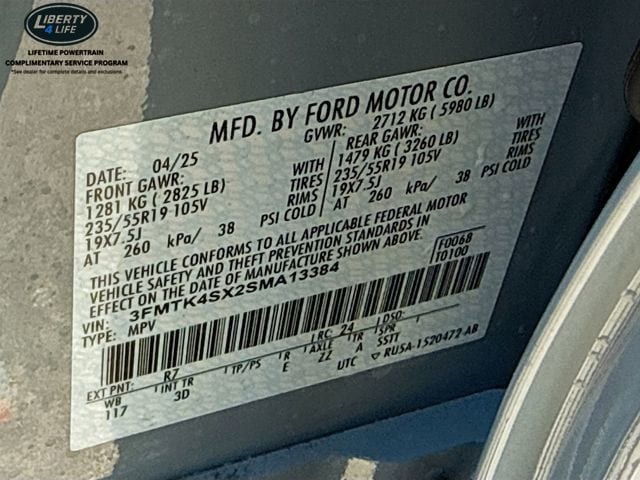 LIBERTY
4 LIFE
LIFETIME POWERTRAIN
COMPLIMENTARY SERVICE PROGRAM
*See dealer for complete details and exclusions.
MFD. BY FORD MOTOR CO.
DATE: 04/25 GVWR: 2712 KG ( 5980 LB)
FRONT GAWR: WITH REAR GAWR: WITH
1281 KG ( 2825 LB) TIRES 1479 KG ( 3260 LB) TIRES
235/55R19 105V RIMS 235/55R19 105V RIMS
19X7.5J 19X7.5J
AT 260 kPa/ 38 PSI COLD AT 260 kPa/ 38 PSI COLD
THIS VEHICLE CONFORMS TO ALL APPLICABLE FEDERAL MOTOR
VEHICLE SAFETY AND THEFT PREVENTION STANDARDS IN
EFFECT ON THE DATE OF MANUFACTURE SHOWN ABOVE.
VIN: 3FMTK4SX2SMA13384 F0068
TYPE: MPV T0100
EXT PNT: R7 RC: 24 DSO:
WB INT TR TP/PS R AXLE TR SPR
117 3D E ZZ A SSTI
UTC RU5A-1520472-AB